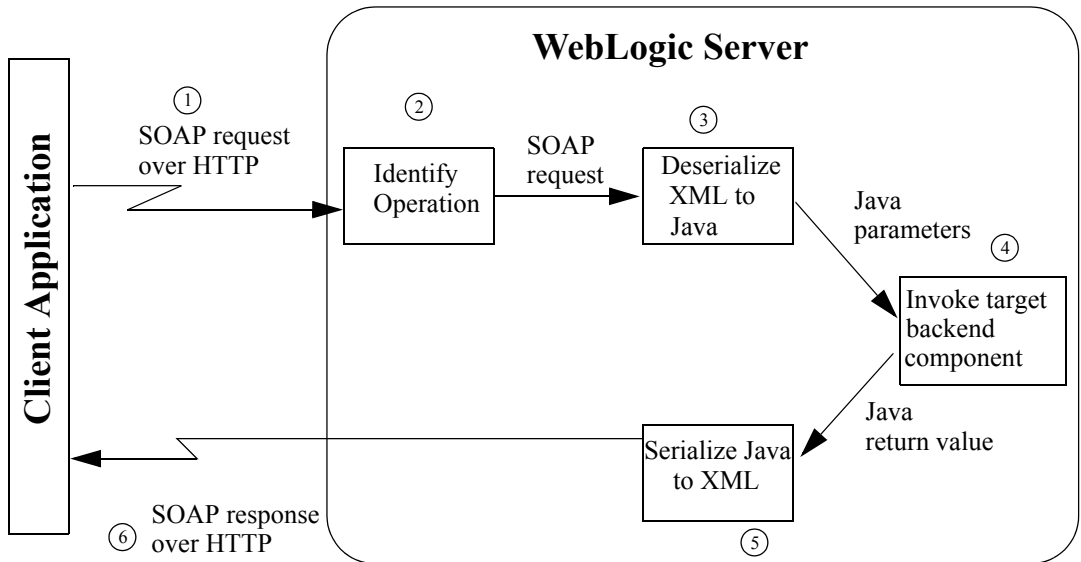 WebLogic Server
Client Application
1
SOAP request
over HTTP
2
Identify
Operation
SOAP
request
3
Deserialize
XML to
Java
Java
parameters
4
Invoke target
backend
component
Java
return value
Serialize Java
to XML
5
6
SOAP response
over HTTP